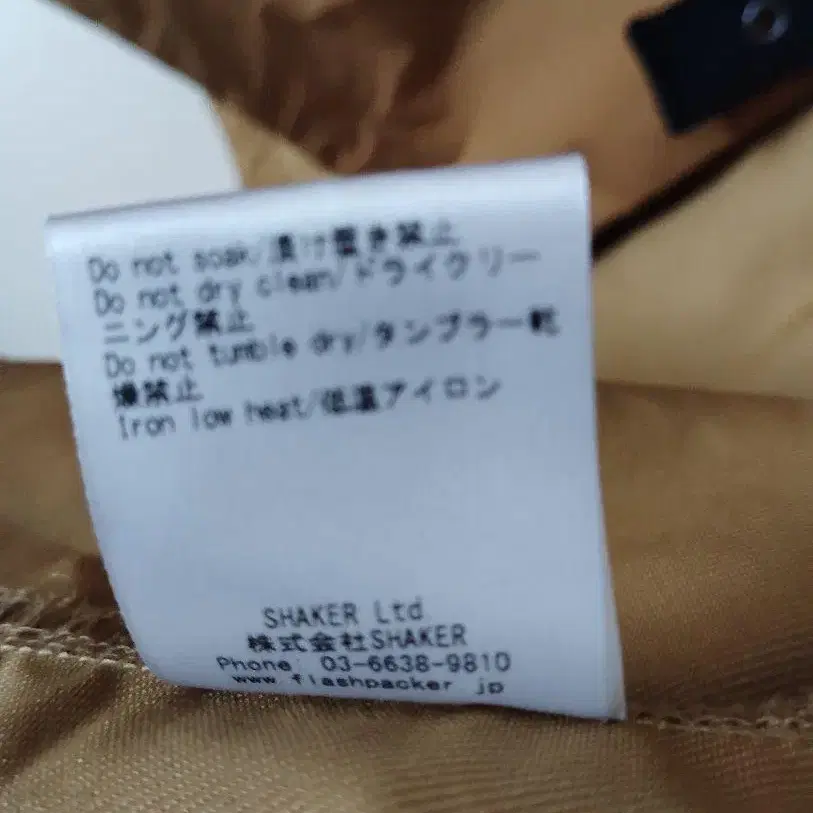 Do not soak/漬け置き禁止
Do not dry clean/ドライクリー
ニング禁止
Do not tumble dry/タンブラー乾
燥禁止
Iron low heat/低温アイロン
SHAKER Ltd.
株式会社SHAKER
Phone: 03-6638-9810
www.flashpacker.jp